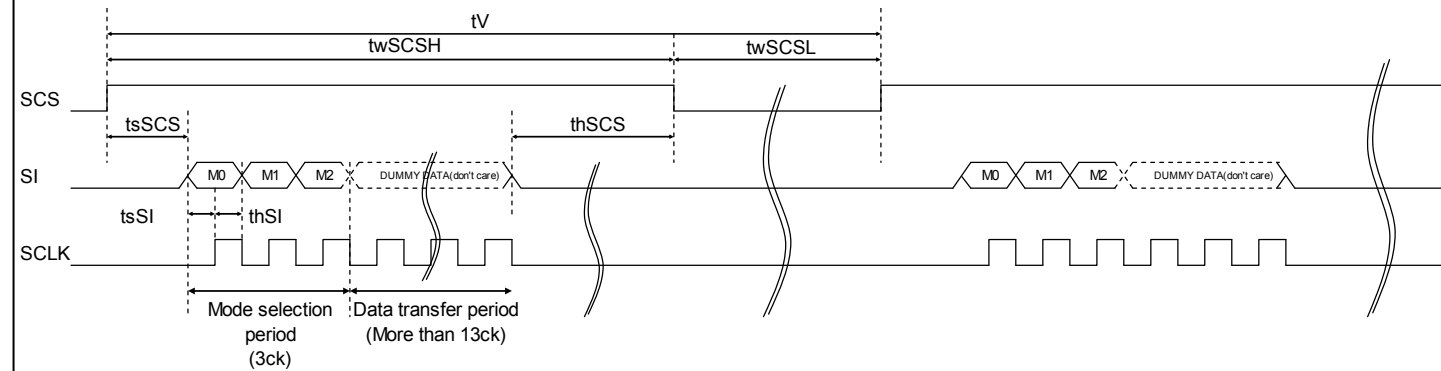 tV
twSCSH
twSCSL
SCS
tsSCS
thSCS
SI
M0
M1
M2
DUMMY DATA(don't care)
M0
M1
M2
DUMMY DATA(don't care)
tsSI
thSI
SCLK
Mode selection
period
(3ck)
Data transfer period
(More than 13ck)